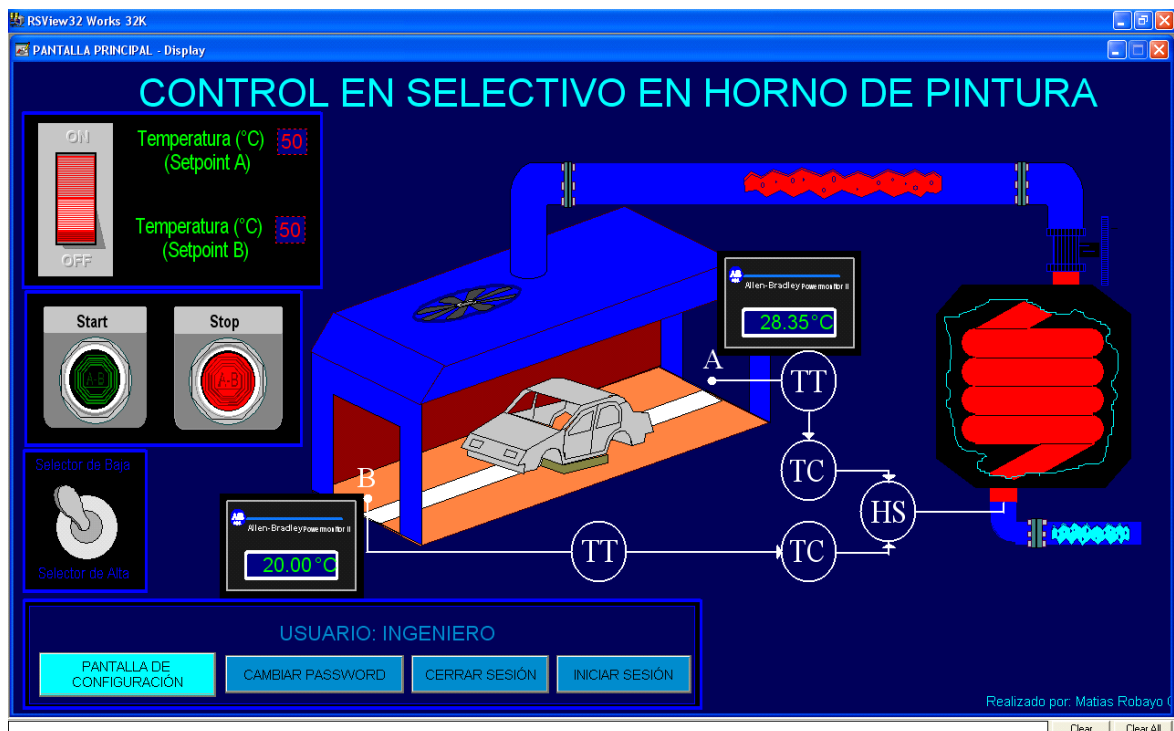 RSView32 Works 32K
PANTALLA PRINCIPAL - Display
CONTROL EN SELECTIVO EN HORNO DE PINTURA
ON
OFF
Temperatura (°C) 50
(Setpoint A)
Temperatura (°C) 50
(Setpoint B)
Start
Stop
A-B
A-B
Selector de Baja
Selector de Alta
AB
Allen-Bradley Powermonitor II
28.35°C
A
TT
TC
HS
B
AB
Allen-Bradley Powermonitor II
20.00°C
TT
TC
USUARIO: INGENIERO
PANTALLA DE
CONFIGURACIÓN
CAMBIAR PASSWORD
CERRAR SESIÓN
INICIAR SESIÓN
Realizado por: Matias Robayo
Clear
Clear All